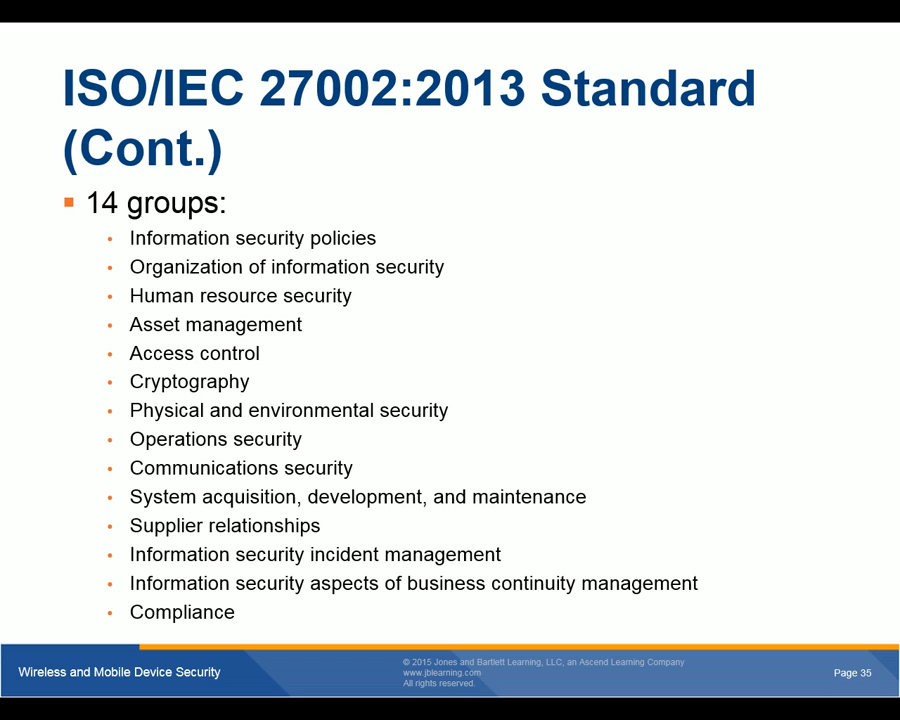 ISO/IEC 27002:2013 Standard
(Cont.)
14 groups:
Information security policies
Organization of information security
Human resource security
Asset management
Access control
Cryptography
Physical and environmental security
Operations security
Communications security
System acquisition, development, and maintenance
Supplier relationships
Information security incident management
Information security aspects of business continuity management
Compliance
Wireless and Mobile Device Security
© 2015 Jones and Bartlett Learning, LLC, an Ascend Learning Company
www.jblearning.com
All rights reserved.
Page 35